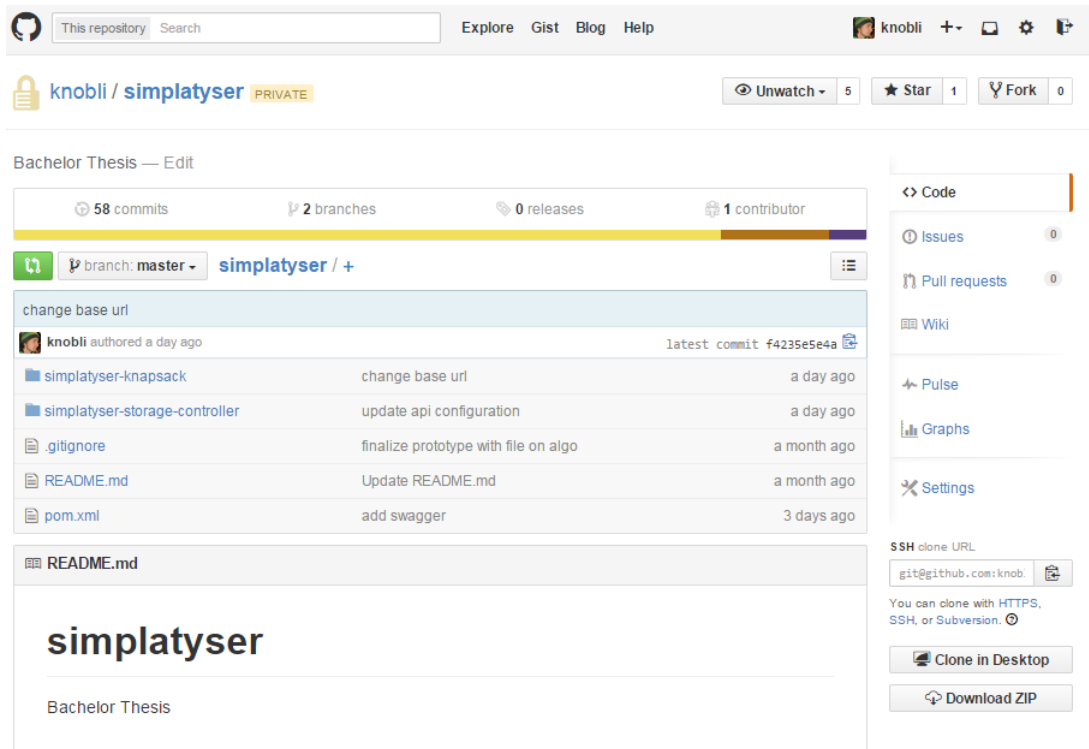 This repository Search Explore Gist Blog Help knobli
knobli / simplatyser PRIVATE Unwatch 5 Star 1 Fork 0
Bachelor Thesis — Edit
58 commits 2 branches 0 releases 1 contributor
branch: master simplatyser / +
change base url
knobli authored a day ago latest commit f4235e5e4a
simplatyser-knapsack change base url a day ago
simplatyser-storage-controller update api configuration a day ago
.gitignore finalize prototype with file on algo a month ago
README.md Update README.md a month ago
pom.xml add swagger 3 days ago
README.md
simplatyser
Bachelor Thesis
Code
Issues 0
Pull requests 0
Wiki
Pulse
Graphs
Settings
SSH clone URL
git@github.com:knob
You can clone with HTTPS,
SSH, or Subversion.
Clone in Desktop
Download ZIP